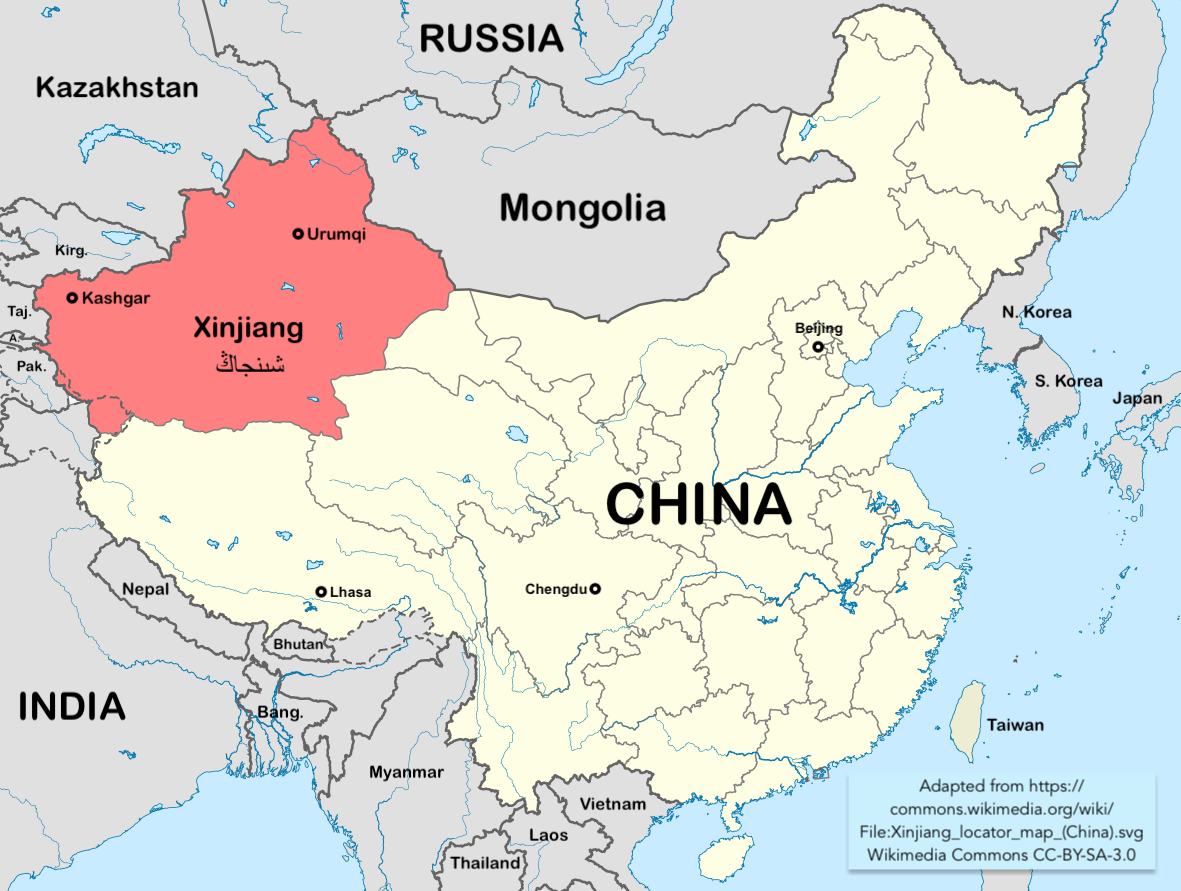 RUSSIA
Kazakhstan
Mongolia
Urumqi
Kirg.
Kashgar
Taj.
Xinjiang
A.
شىنجاڭ
Pak.
Beijing
N. Korea
S. Korea
Japan
CHINA
Nepal
Lhasa
Chengdu
Bhutan
INDIA
Bang.
Taiwan
Myanmar
Vietnam
Laos
Thailand
Adapted from https://
commons.wikimedia.org/wiki/
File:Xinjiang_locator_map_(China).svg
Wikimedia Commons CC-BY-SA-3.0